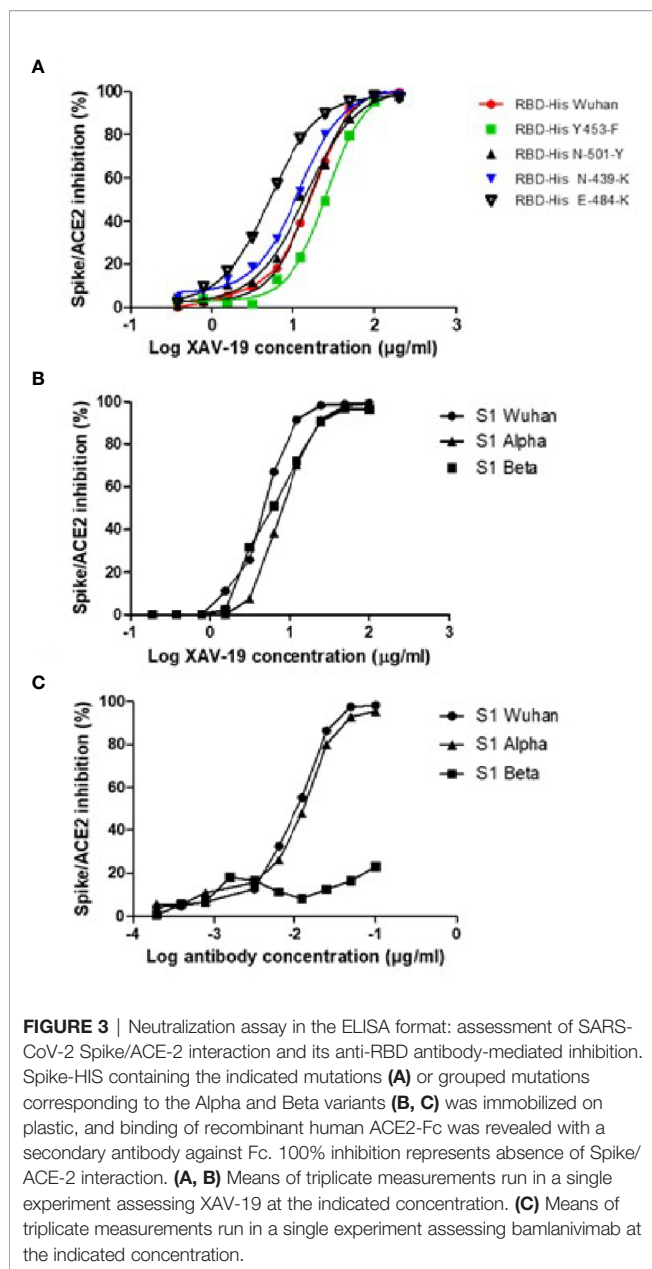 A
Spike/ACE2 inhibition (%)
100
80
60
40
20
0
-1
0
1
2
3
Log XAV-19 concentration (µg/ml)
RBD-His Wuhan
RBD-His Y453-F
RBD-His N-501-Y
RBD-His N-439-K
RBD-His E-484-K
B
Spike/ACE2 inhibition (%)
100
80
60
40
20
0
-1
0
1
2
3
Log XAV-19 concentration (µg/ml)
S1 Wuhan
S1 Alpha
S1 Beta
C
Spike/ACE2 inhibition (%)
100
80
60
40
20
0
-4
-3
-2
-1
0
Log antibody concentration (µg/ml)
S1 Wuhan
S1 Alpha
S1 Beta
FIGURE 3 | Neutralization assay in the ELISA format: assessment of SARS-
CoV-2 Spike/ACE-2 interaction and its anti-RBD antibody-mediated inhibition.
Spike-HIS containing the indicated mutations (A) or grouped mutations
corresponding to the Alpha and Beta variants (B, C) was immobilized on
plastic, and binding of recombinant human ACE2-Fc was revealed with a
secondary antibody against Fc. 100% inhibition represents absence of Spike/
ACE-2 interaction. (A, B) Means of triplicate measurements run in a single
experiment assessing XAV-19 at the indicated concentration. (C) Means of
triplicate measurements run in a single experiment assessing bamlanivimab at
the indicated concentration.